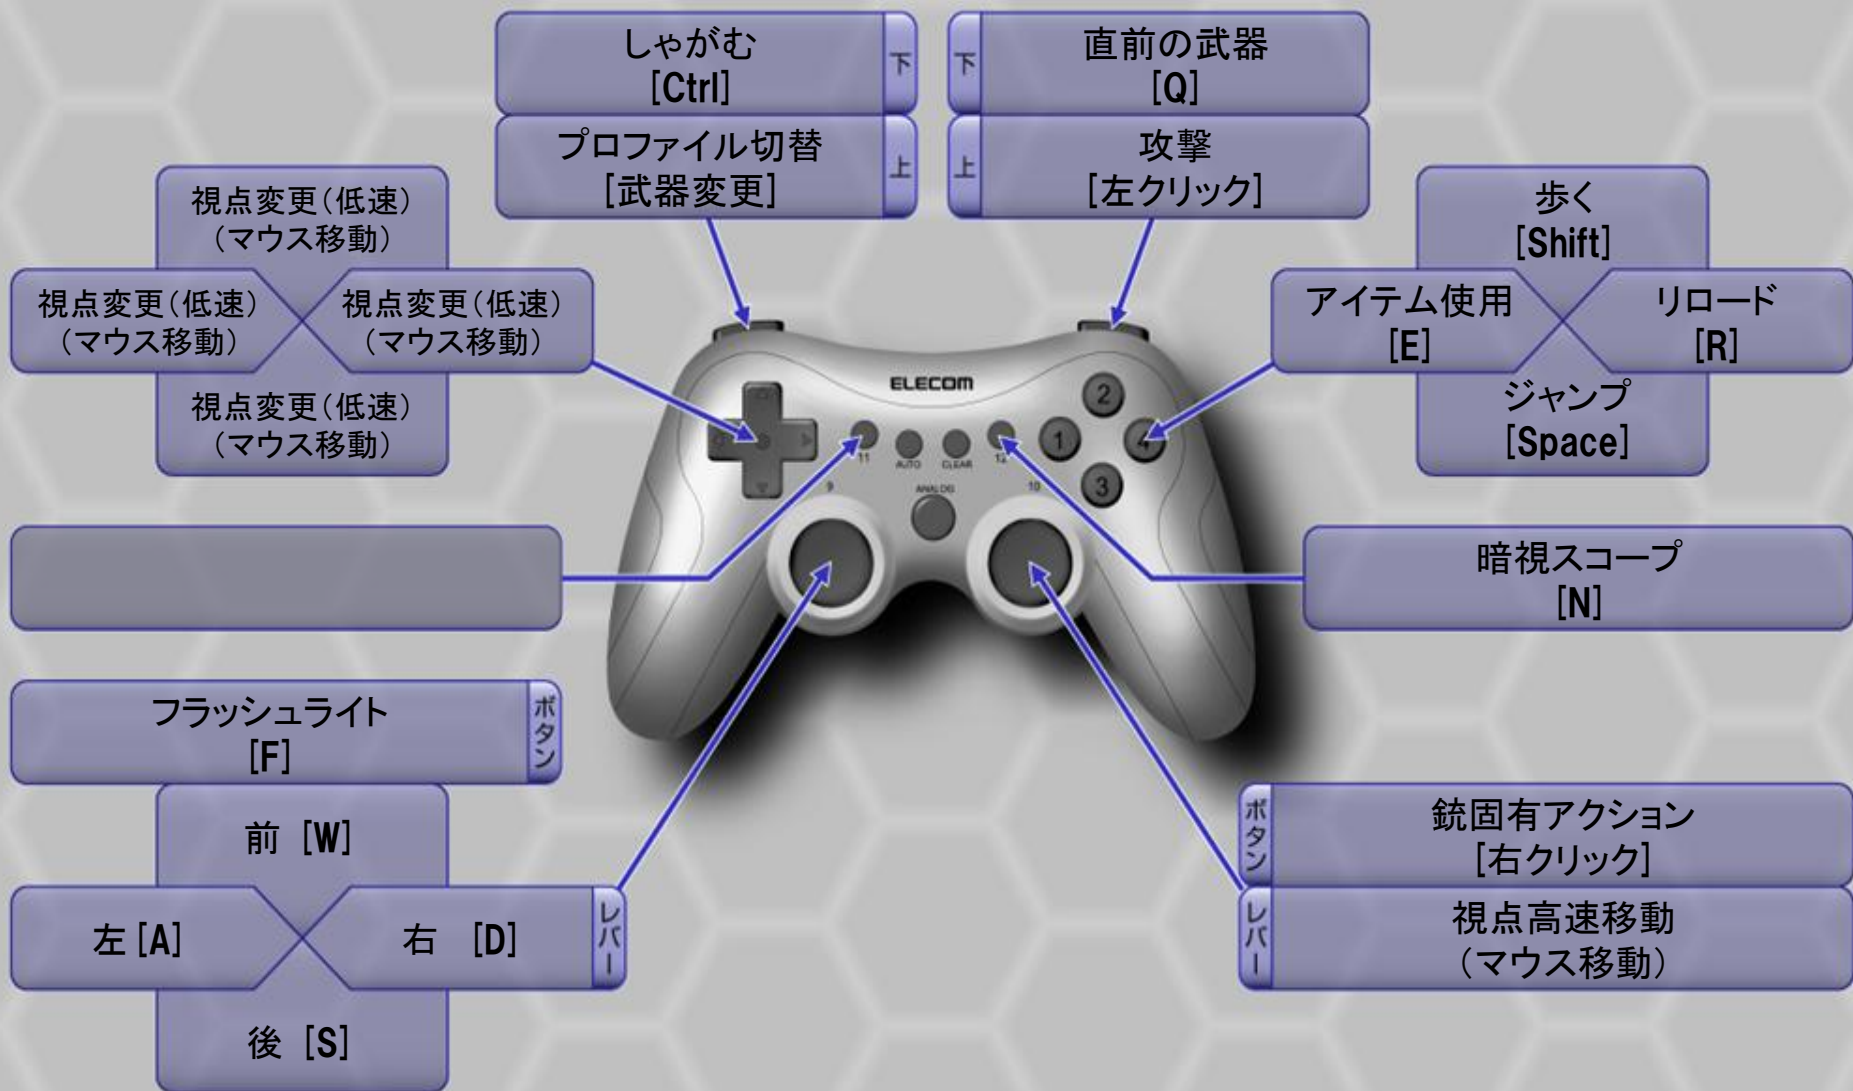 しゃがむ
[Ctrl]
下
下
直前の武器
[Q]
プロファイル切替
[武器変更]
上
上
攻撃
[左クリック]
視点変更(低速)
(マウス移動)
視点変更(低速)
(マウス移動)
視点変更(低速)
(マウス移動)
視点変更(低速)
(マウス移動)
歩く
[Shift]
アイテム使用
[E]
リロード
[R]
ジャンプ
[Space]
ELECOM
2
1
4
3
11
AUTO
CLEAR
12
9
ANALOG
10
暗視スコープ
[N]
フラッシュライト
[F]
ボタン
前 [W]
左 [A]
右 [D]
レバー
後 [S]
ボタン
銃固有アクション
[右クリック]
レバー
視点高速移動
(マウス移動)